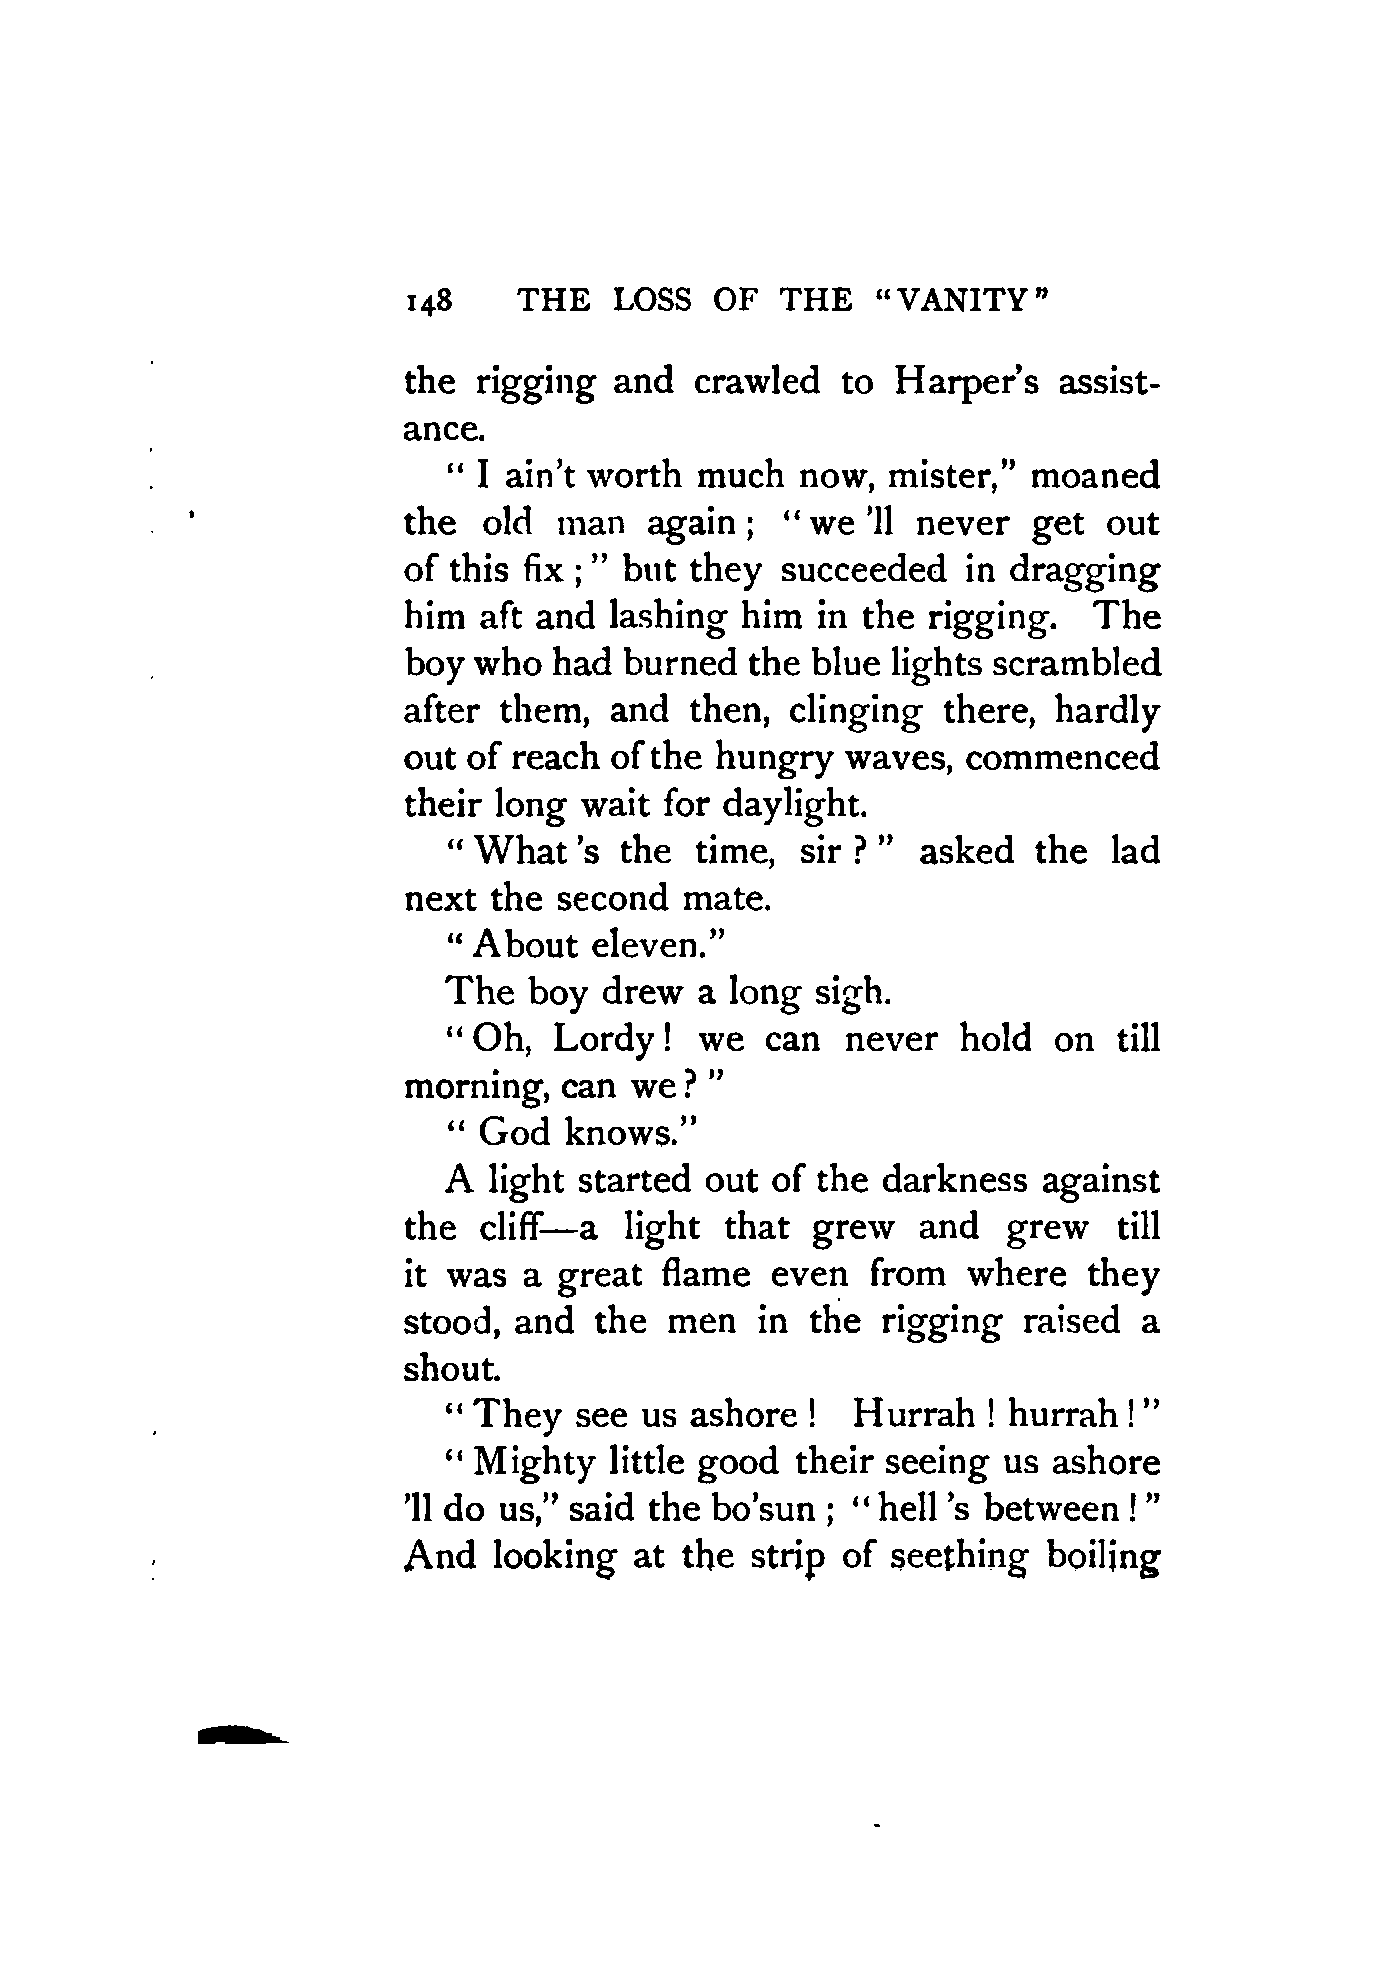 148 THE LOSS OF THE "VANITY"
the rigging and crawled to Harper's assist-
ance.
" I ain't worth much now, mister," moaned
the old man again ; " we 'll never get out
of this fix ; " but they succeeded in dragging
him aft and lashing him in the rigging. The
boy who had burned the blue lights scrambled
after them, and then, clinging there, hardly
out of reach of the hungry waves, commenced
their long wait for daylight.
" What 's the time, sir ? " asked the lad
next the second mate.
" About eleven."
The boy drew a long sigh.
" Oh, Lordy ! we can never hold on till
morning, can we ? "
" God knows."
A light started out of the darkness against
the cliff—a light that grew and grew till
it was a great flame even from where they
stood, and the men in the rigging raised a
shout.
" They see us ashore ! Hurrah ! hurrah ! "
" Mighty little good their seeing us ashore
'll do us," said the bo'sun ; " hell 's between ! "
And looking at the strip of seething boiling